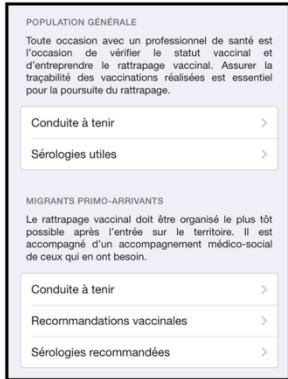 POPULATION GÉNÉRALE
Toute occasion avec un professionnel de santé est
l'occasion de vérifier le statut vaccinal et
d'entreprendre le rattrapage vaccinal. Assurer la
traçabilité des vaccinations réalisées est essentiel
pour la poursuite du rattrapage.
Conduite à tenir
Sérologies utiles
MIGRANTS PRIMO-ARRIVANTS
Le rattrapage vaccinal doit être organisé le plus tôt
possible après l'entrée sur le territoire. Il est
accompagné d'un accompagnement médico-social
de ceux qui en ont besoin.
Conduite à tenir
Recommandations vaccinales
Sérologies recommandées